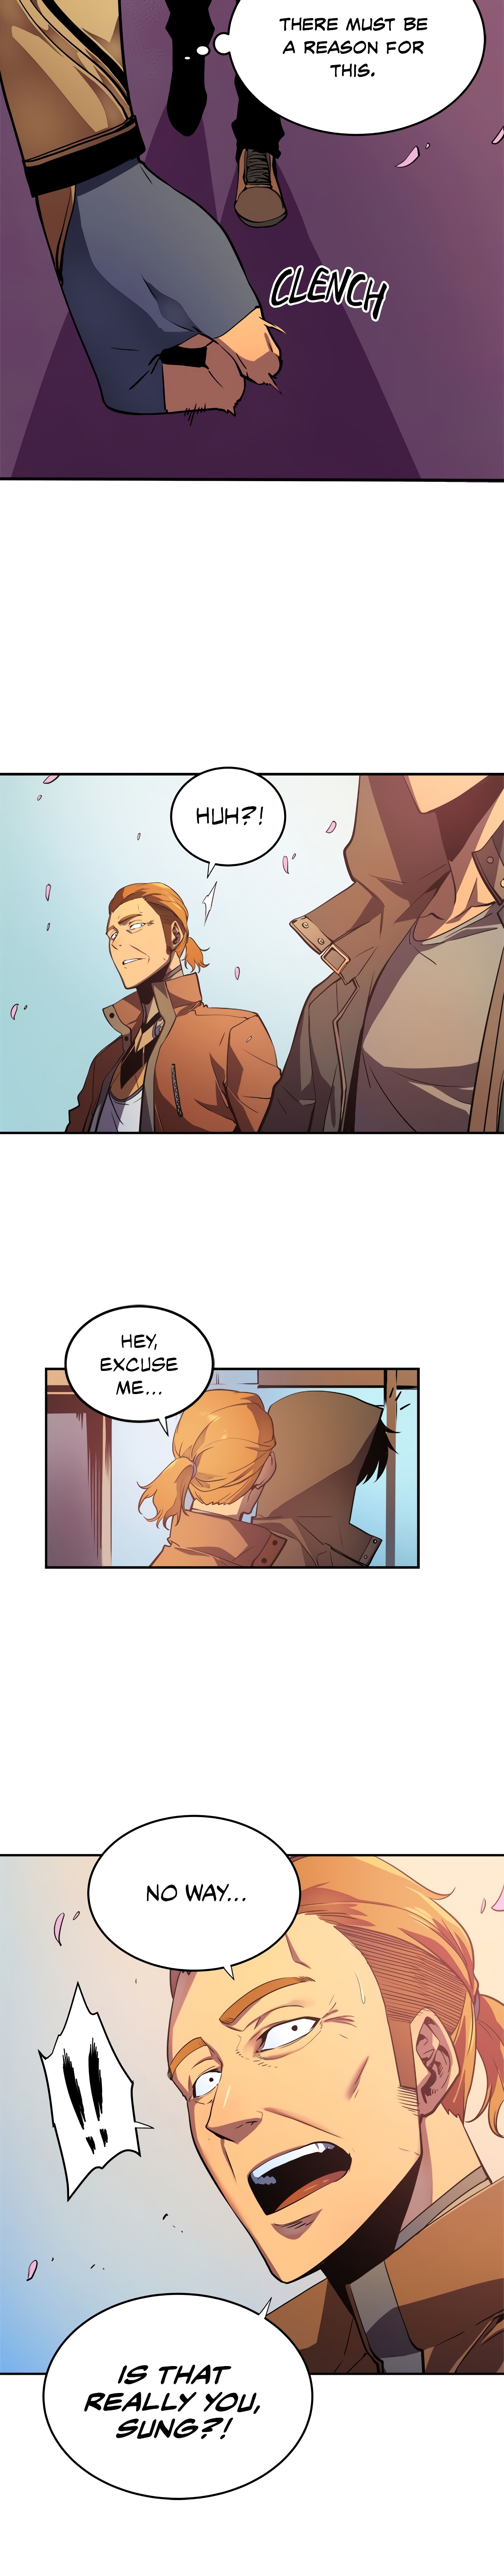 THERE MUST BE
A REASON FOR
THIS.
CLENCH
HUH?!
HEY,
EXCUSE
ME...
NO WAY...
!!
IS THAT
REALLY YOU,
SUNG?!